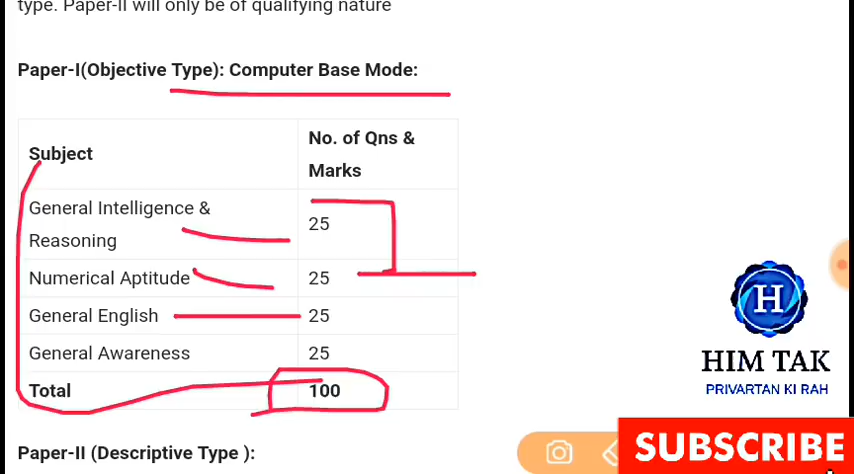 type. Paper-II will only be of qualifying nature
Paper-I(Objective Type): Computer Base Mode:
Subject
No. of Qns &
Marks
General Intelligence &
Reasoning
25
Numerical Aptitude
25
General English
25
General Awareness
25
Total
100
Paper-II (Descriptive Type ):
H
HIM TAK
PRIVARTAN KI RAH
SUBSCRIBE